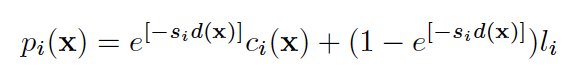 p_i(𝐱) = e^{[−s_i d(𝐱)]} c_i(𝐱) + (1 − e^{[−s_i d(𝐱)]}) l_i